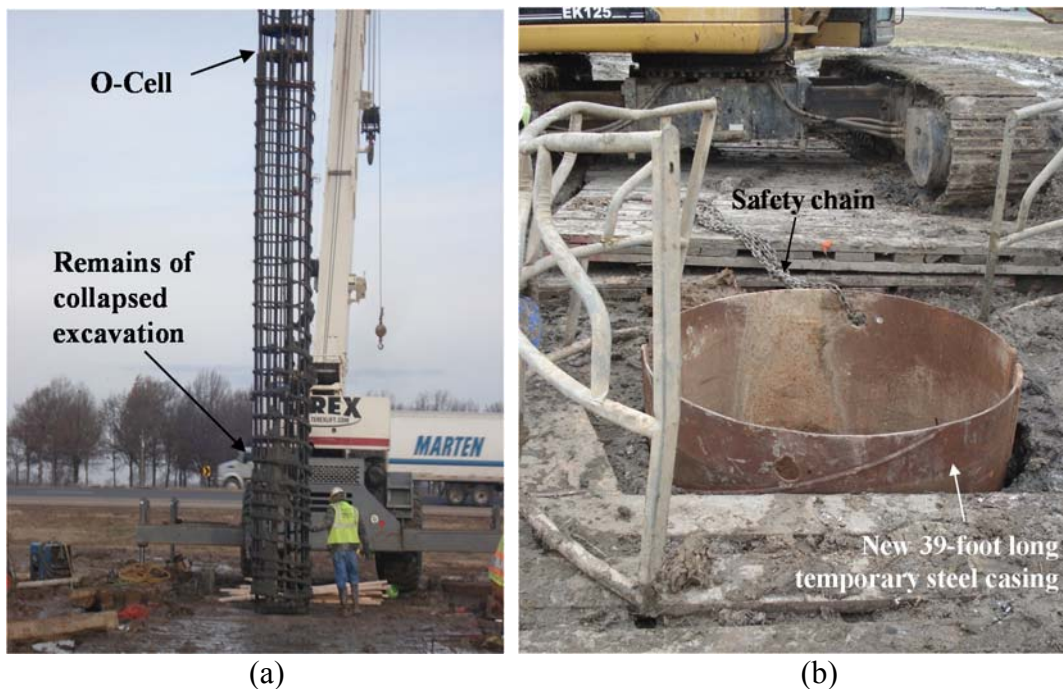 O-Cell
Remains of
collapsed
excavation
REX
MARTEN
(a)
EK125
Safety chain
New 39-foot long
temporary steel casing
(b)